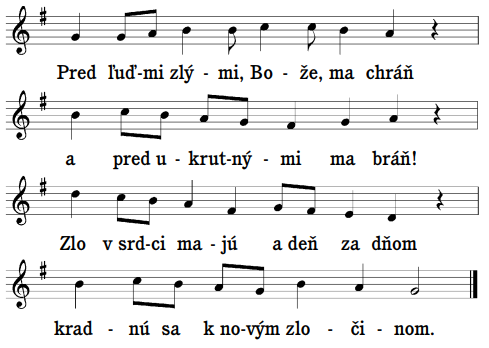 Pred ľuď-mi zlý - mi, Bo - že, ma chráň
a pred u - krut-ný - mi ma bráň!
Zlo v srd-ci ma - jú a deň za dňom
krad - nú sa k no-vým zlo - či - nom.